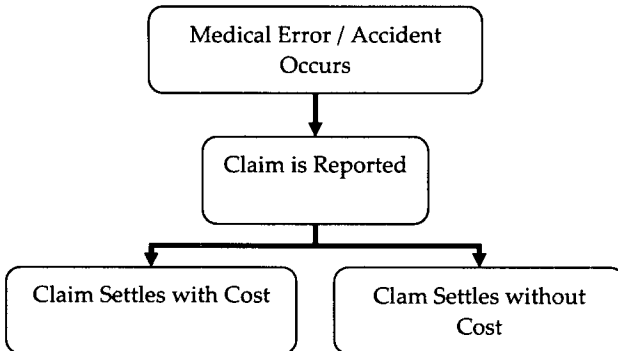 Medical Error / Accident
Occurs
Claim is Reported
Claim Settles with Cost
Clam Settles without
Cost